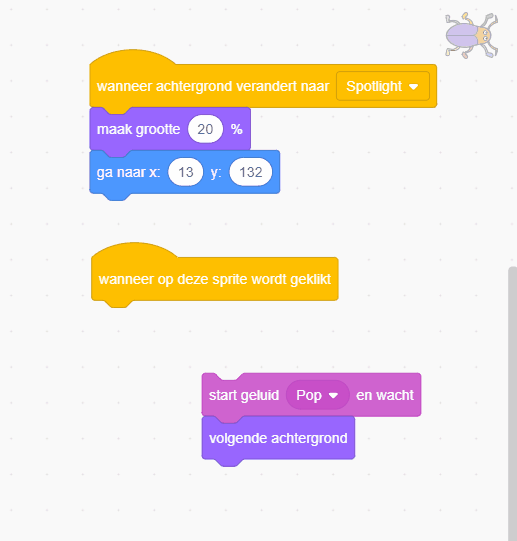 wanneer achtergrond verandert naar Spotlight
maak grootte 20 %
ga naar x: 13 y: 132
wanneer op deze sprite wordt geklikt
start geluid Pop en wacht
volgende achtergrond